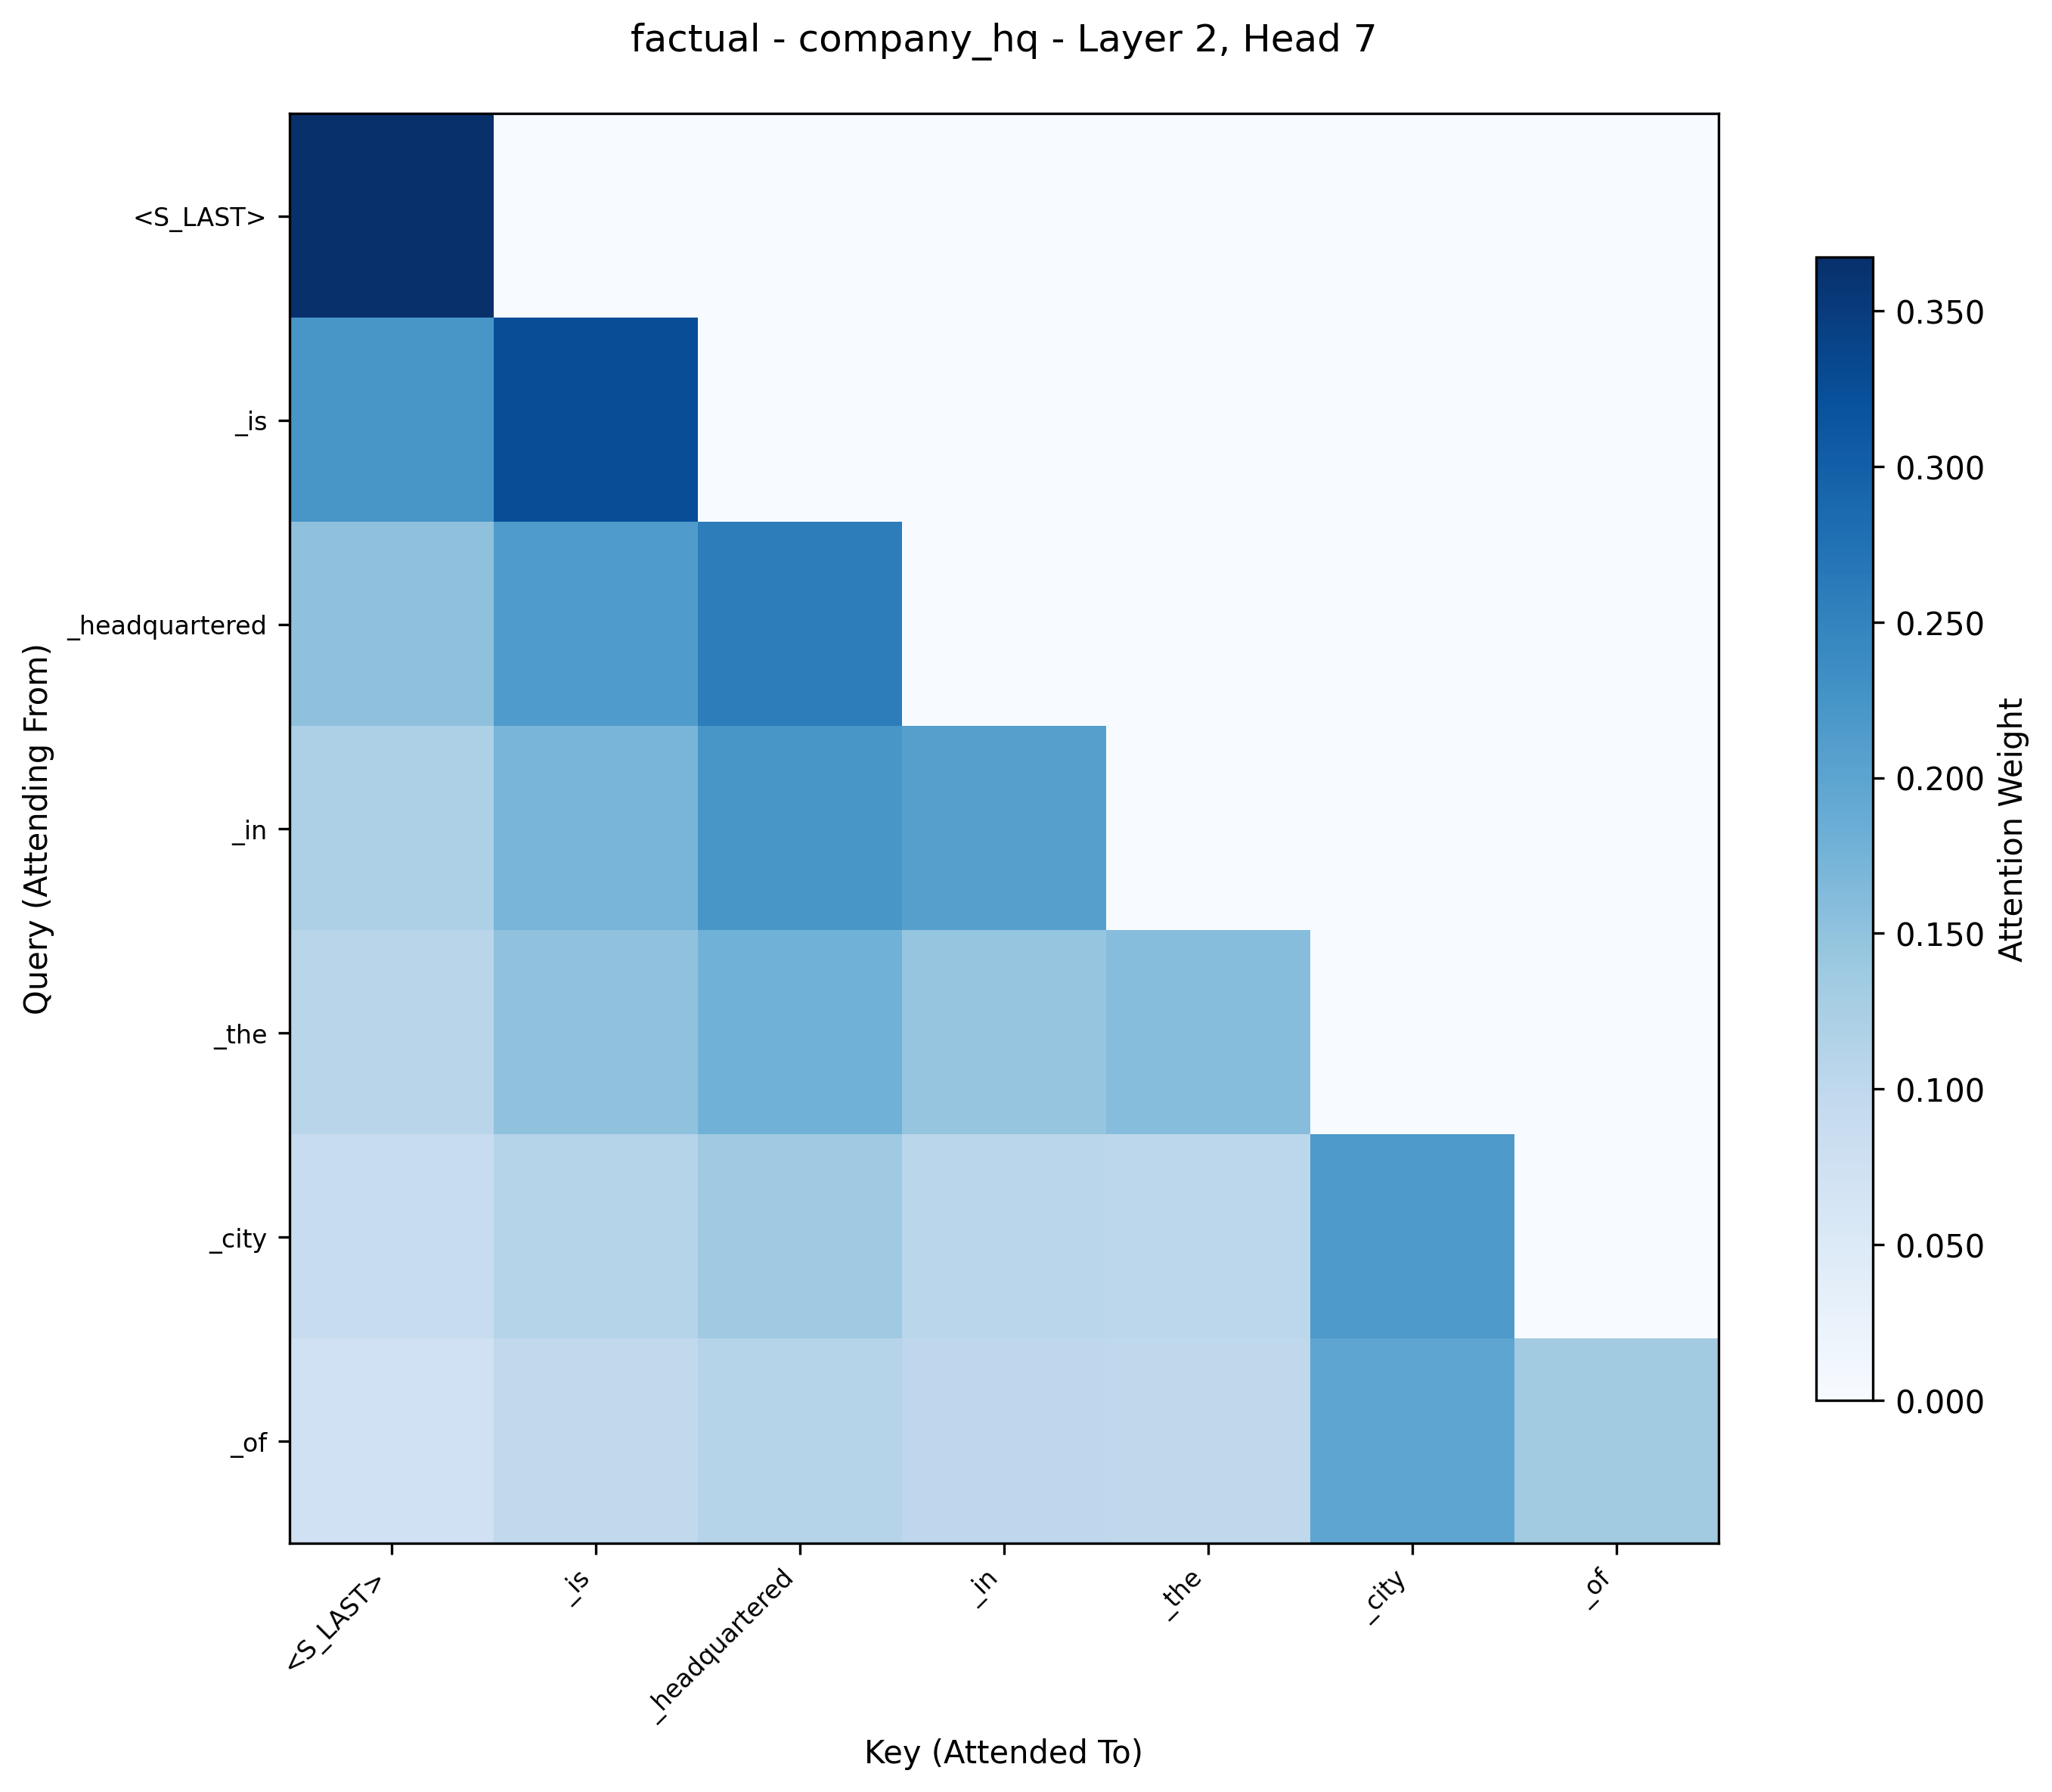 factual - company_hq - Layer 2, Head 7
<S_LAST>
_is
_headquartered
_in
_the
_city
_of
Query (Attending From)
<S_LAST>
_is
_headquartered
_in
_the
_city
_of
Key (Attended To)
0.350
0.300
0.250
0.200
0.150
0.100
0.050
0.000
Attention Weight